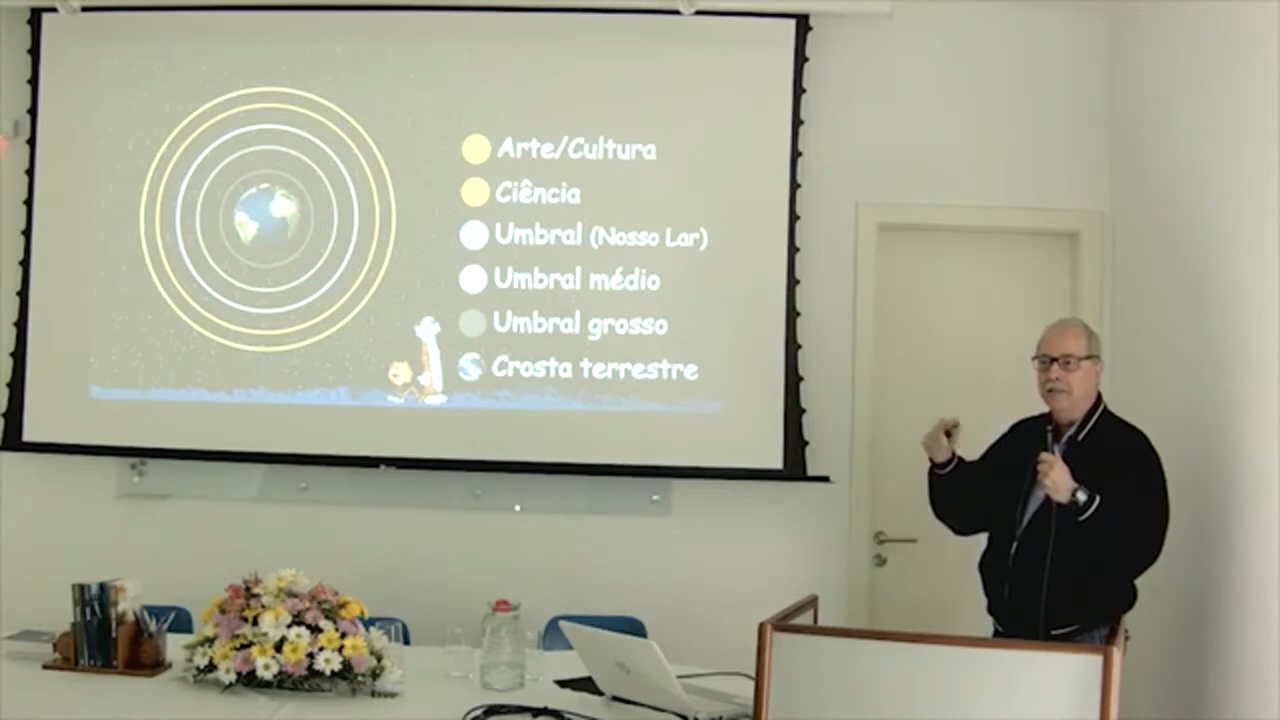 Arte/Cultura
Ciência
Umbral (Nosso Lar)
Umbral médio
Umbral grosso
Crosta terrestre